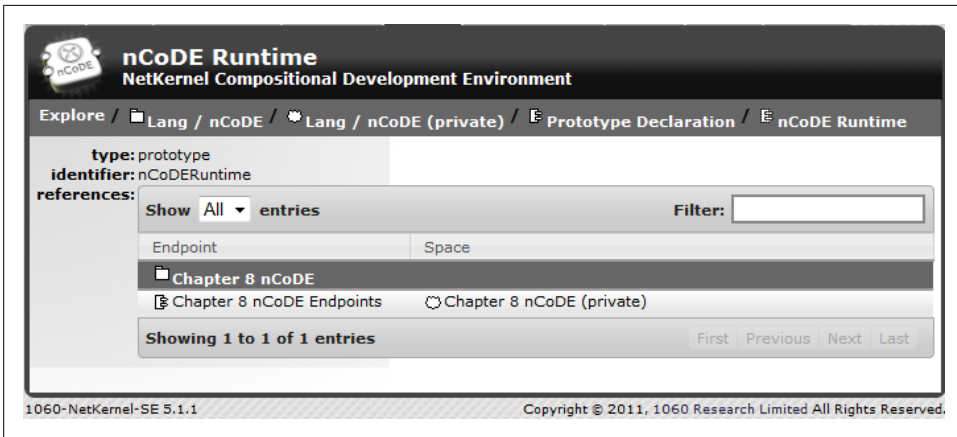 nCODE
nCoDE Runtime
NetKernel Compositional Development Environment
Explore / Lang / nCoDE / Lang / nCoDE (private) / Prototype Declaration / nCoDE Runtime
type: prototype
identifier: nCoDERuntime
references:
Show All entries Filter:
Endpoint Space
Chapter 8 nCoDE
Chapter 8 nCoDE Endpoints Chapter 8 nCoDE (private)
Showing 1 to 1 of 1 entries First Previous Next Last
1060-NetKernel-SE 5.1.1 Copyright © 2011, 1060 Research Limited All Rights Reserved.